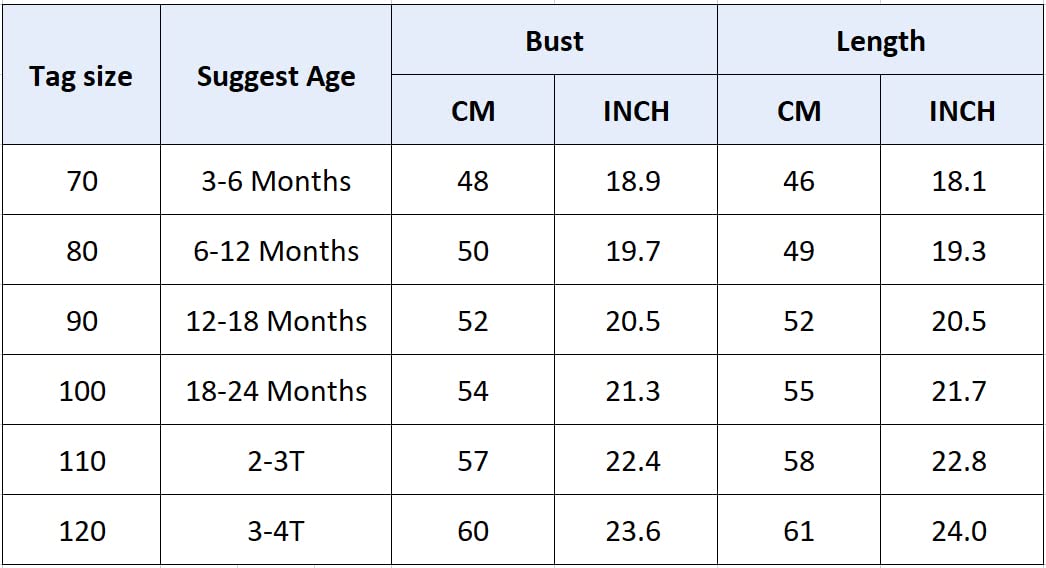 Tag size Suggest Age Bust Length
CM INCH CM INCH
70 3-6 Months 48 18.9 46 18.1
80 6-12 Months 50 19.7 49 19.3
90 12-18 Months 52 20.5 52 20.5
100 18-24 Months 54 21.3 55 21.7
110 2-3T 57 22.4 58 22.8
120 3-4T 60 23.6 61 24.0